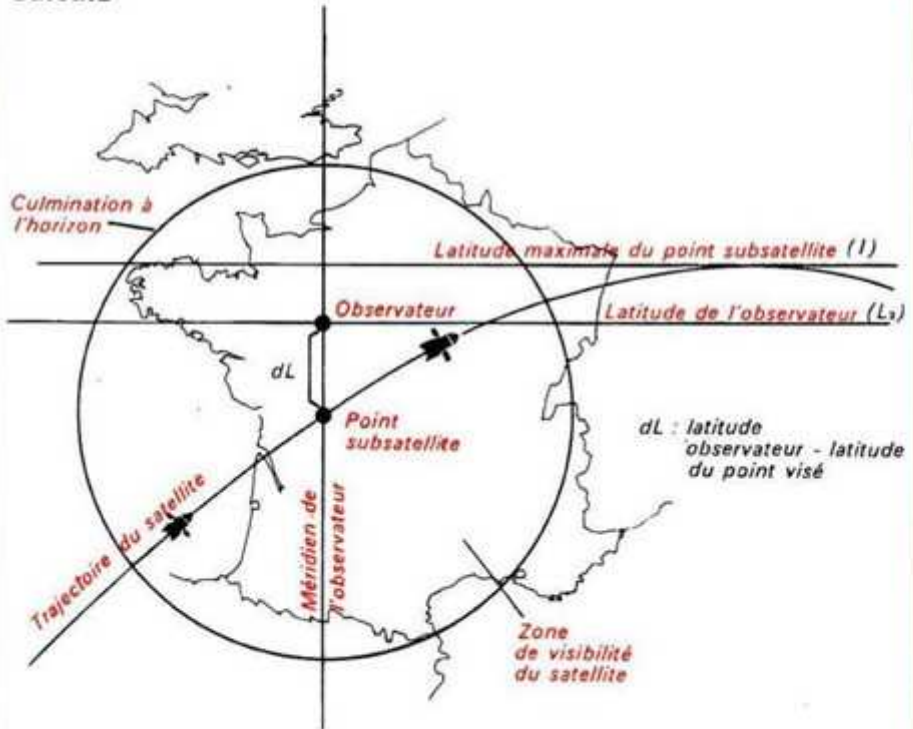 Culmination à
l'horizon
Latitude maximale du point subsatellite (I)
Observateur
Latitude de l'observateur (L₂)
dL
Point
subsatellite
dL : latitude
observateur - latitude
du point visé
Trajectoire du satellite
Méridien de
l'observateur
Zone
de visibilité
du satellite